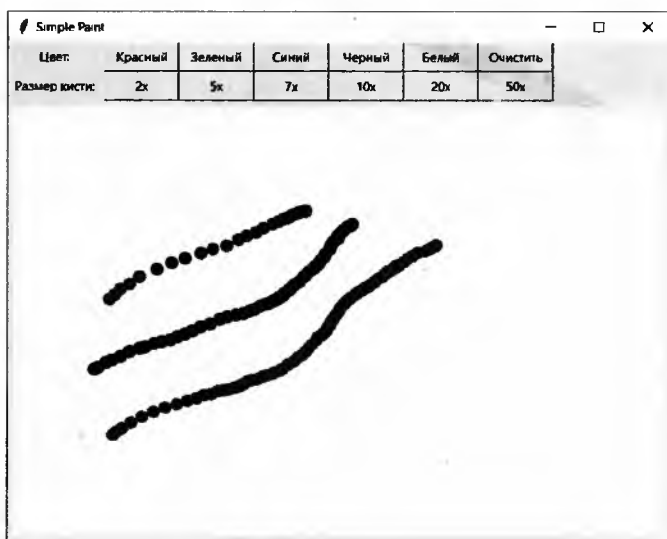 Simple Paint
Цвет: Красный Зеленый Синий Черный Белый Очистить
Размер кисти: 2x 5x 7x 10x 20x 50x